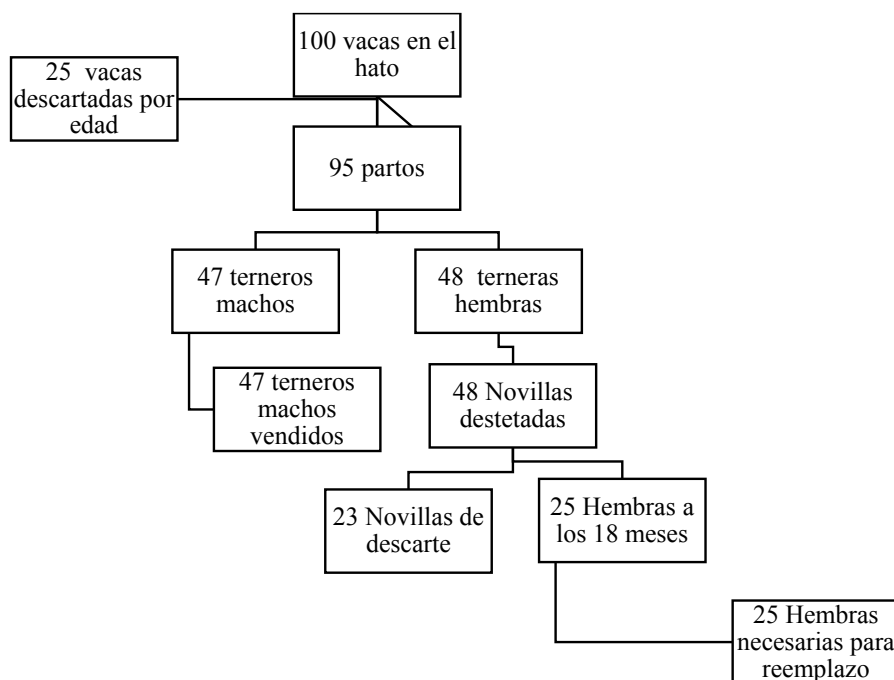 100 vacas en el
hato
25 vacas
descartadas por
edad
95 partos
47 terneros
machos
48 terneras
hembras
47 terneros
machos
vendidos
48 Novillas
destetadas
23 Novillas de
descarte
25 Hembras a
los 18 meses
25 Hembras
necesarias para
reemplazo